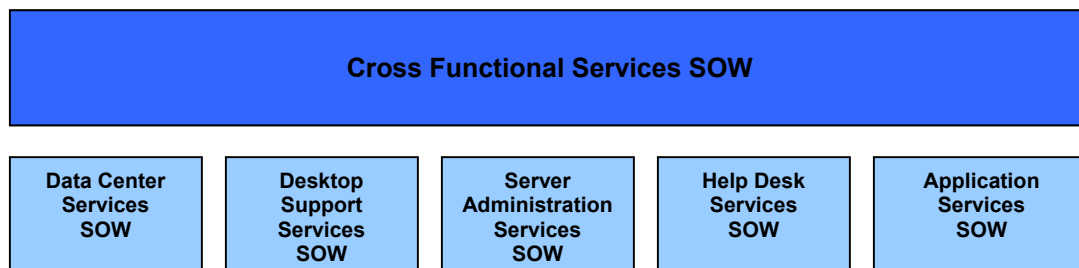 Cross Functional Services SOW
Data Center
Services
SOW
Desktop
Support
Services
SOW
Server
Administration
Services
SOW
Help Desk
Services
SOW
Application
Services
SOW